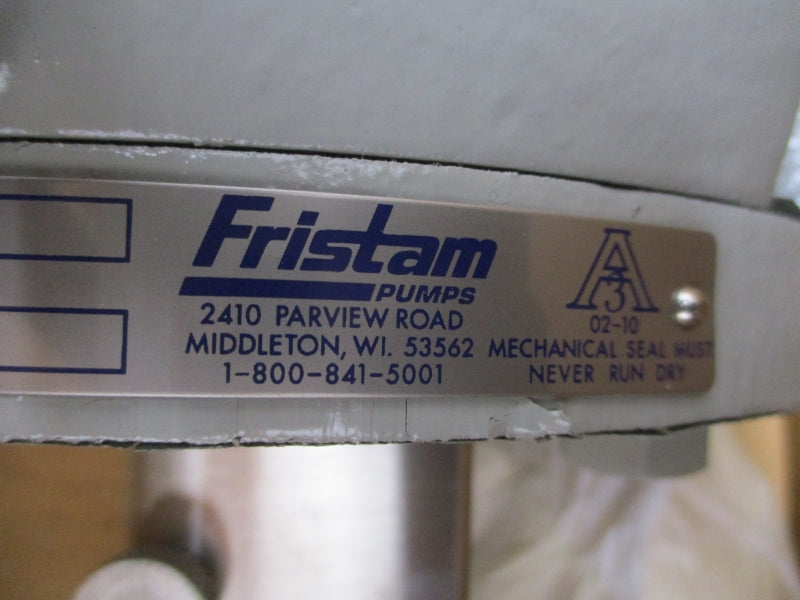 Fristam
PUMPS
2410 PARVIEW ROAD
MIDDLETON, WI. 53562
1-800-841-5001
A
3
02-10
MECHANICAL SEAL MUST
NEVER RUN DRY